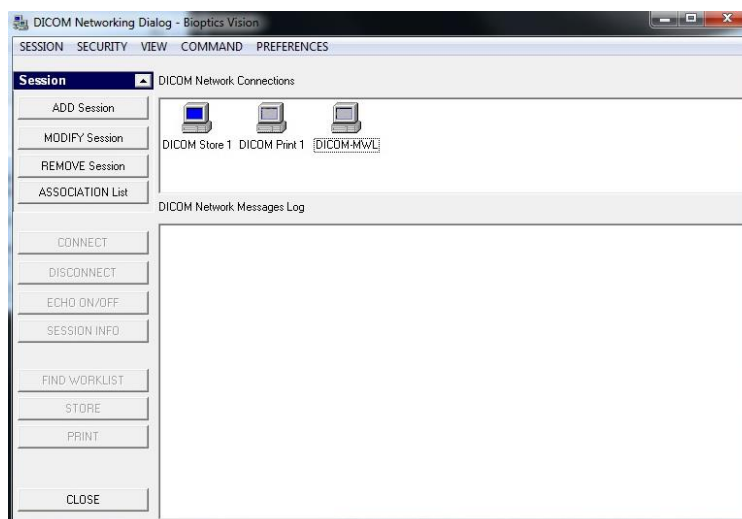 DICOM Networking Dialog - Bioptics Vision
SESSION SECURITY VIEW COMMAND PREFERENCES
Session
DICOM Network Connections
ADD Session
MODIFY Session
REMOVE Session
ASSOCIATION List
DICOM Store 1 DICOM Print 1 DICOM-MWL
DICOM Network Messages Log
CONNECT
DISCONNECT
ECHO ON/OFF
SESSION INFO
FIND WORKLIST
STORE
PRINT
CLOSE